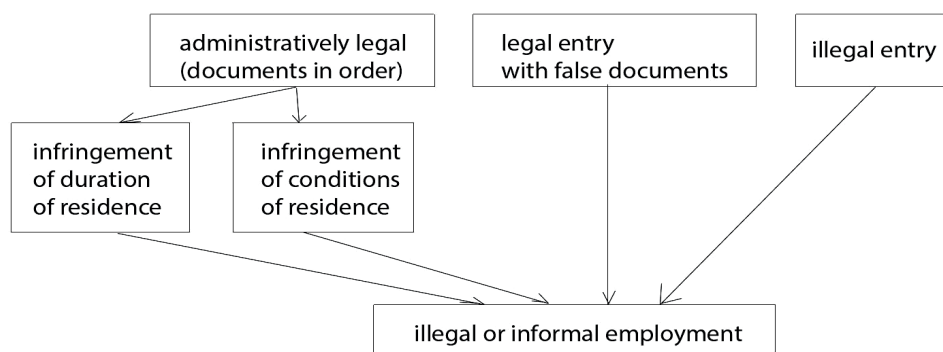 administratively legal
(documents in order)
legal entry
with false documents
illegal entry
infringement
of duration
of residence
infringement
of conditions
of residence
illegal or informal employment